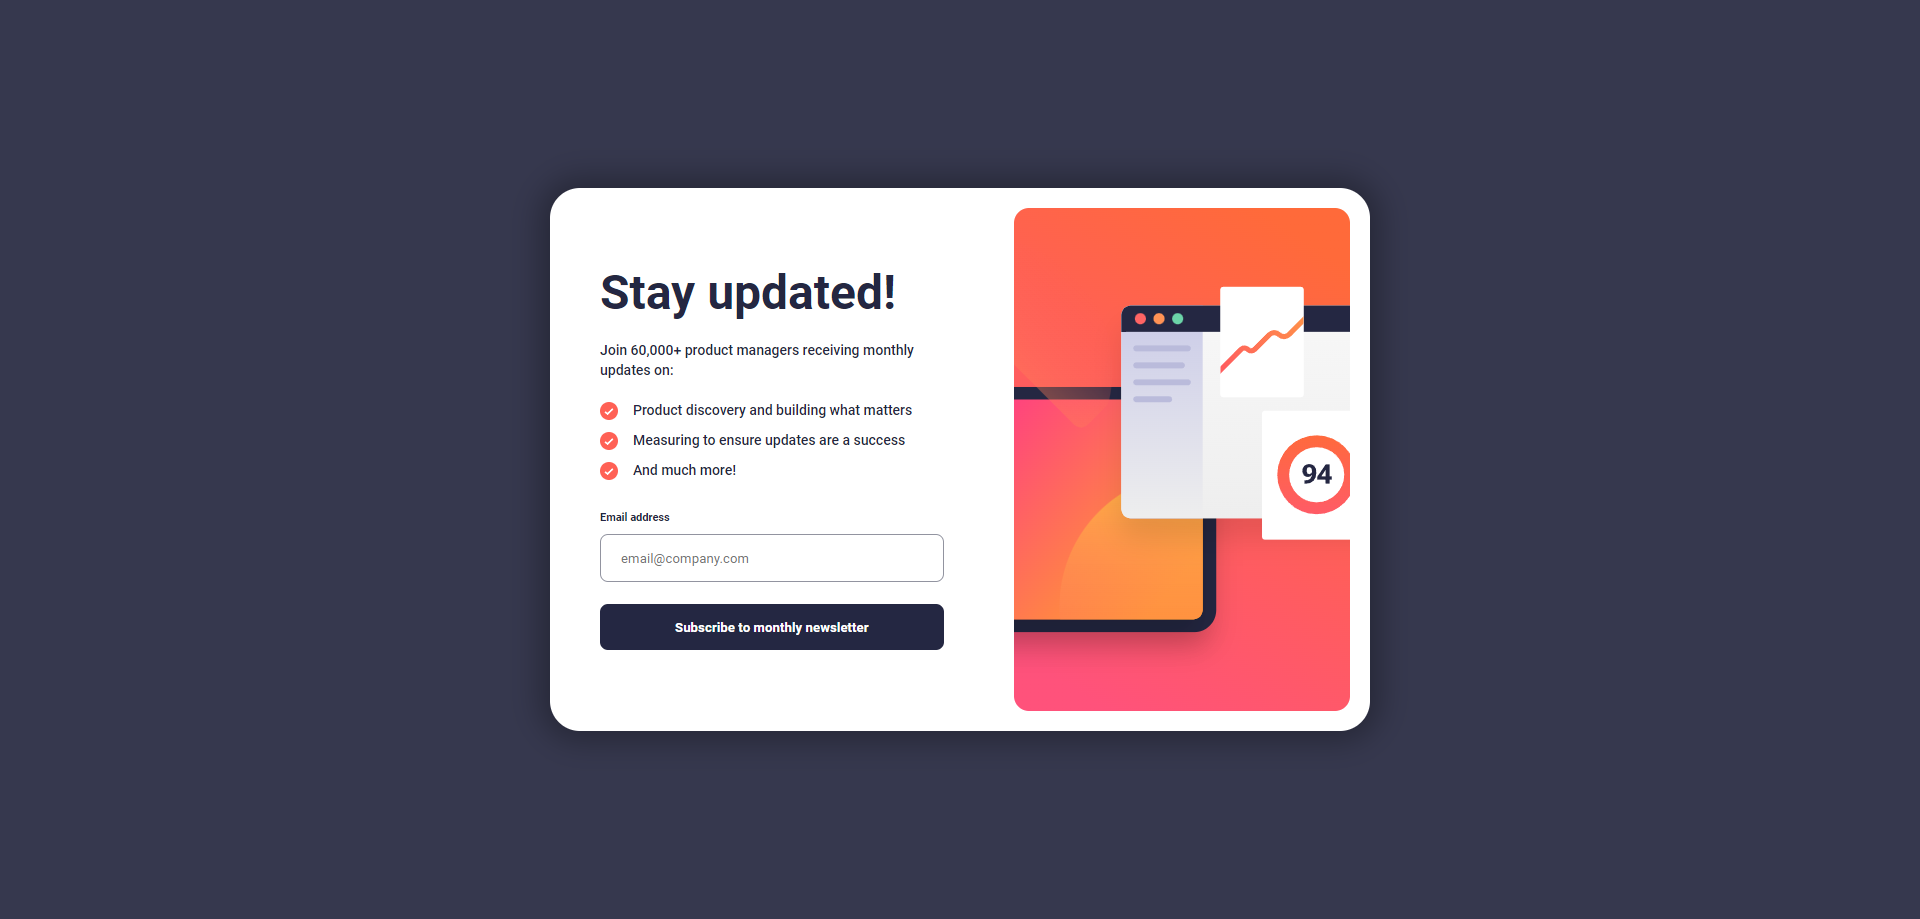 Stay updated!
Join 60,000+ product managers receiving monthly
updates on:
Product discovery and building what matters
Measuring to ensure updates are a success
And much more!
Email address
email@company.com
Subscribe to monthly newsletter
94